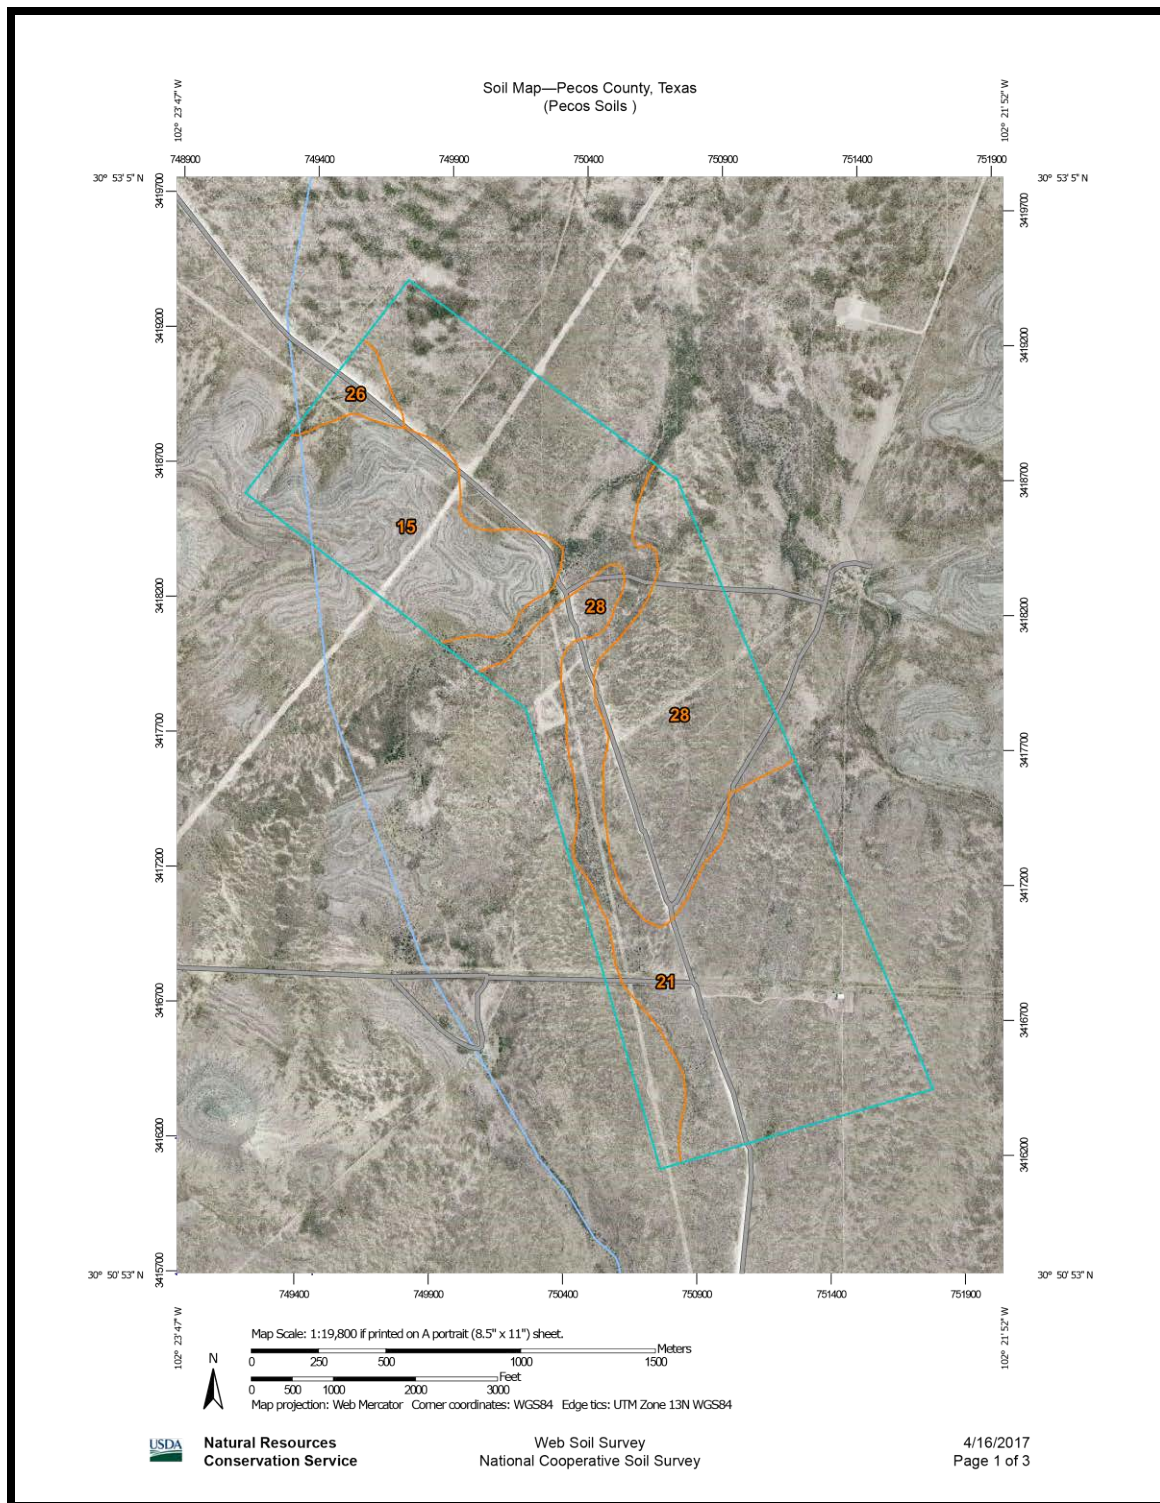 Soil Map—Pecos County, Texas
(Pecos Soils )
102° 23' 47" W
102° 21' 52" W
748900 749400 749900 750400 750900 751400 751900
30° 53' 5" N
30° 53' 5" N
3419700
3419700
3419200
3419200
26
3418700
3418700
15
3418200
28
3418200
28
3417700
3417700
3417200
3417200
21
3416700
3416700
3416200
3416200
3415700
30° 50' 53" N
30° 50' 53" N
749400 749900 750400 750900 751400 751900
102° 23' 47" W
102° 21' 52" W
Map Scale: 1:19,800 if printed on A portrait (8.5" x 11") sheet.
N
Meters
0 250 500 1000 1500
Feet
0 500 1000 2000 3000
Map projection: Web Mercator Corner coordinates: WGS84 Edge tics: UTM Zone 13N WGS84
USDA
Natural Resources
Conservation Service
Web Soil Survey
National Cooperative Soil Survey
4/16/2017
Page 1 of 3